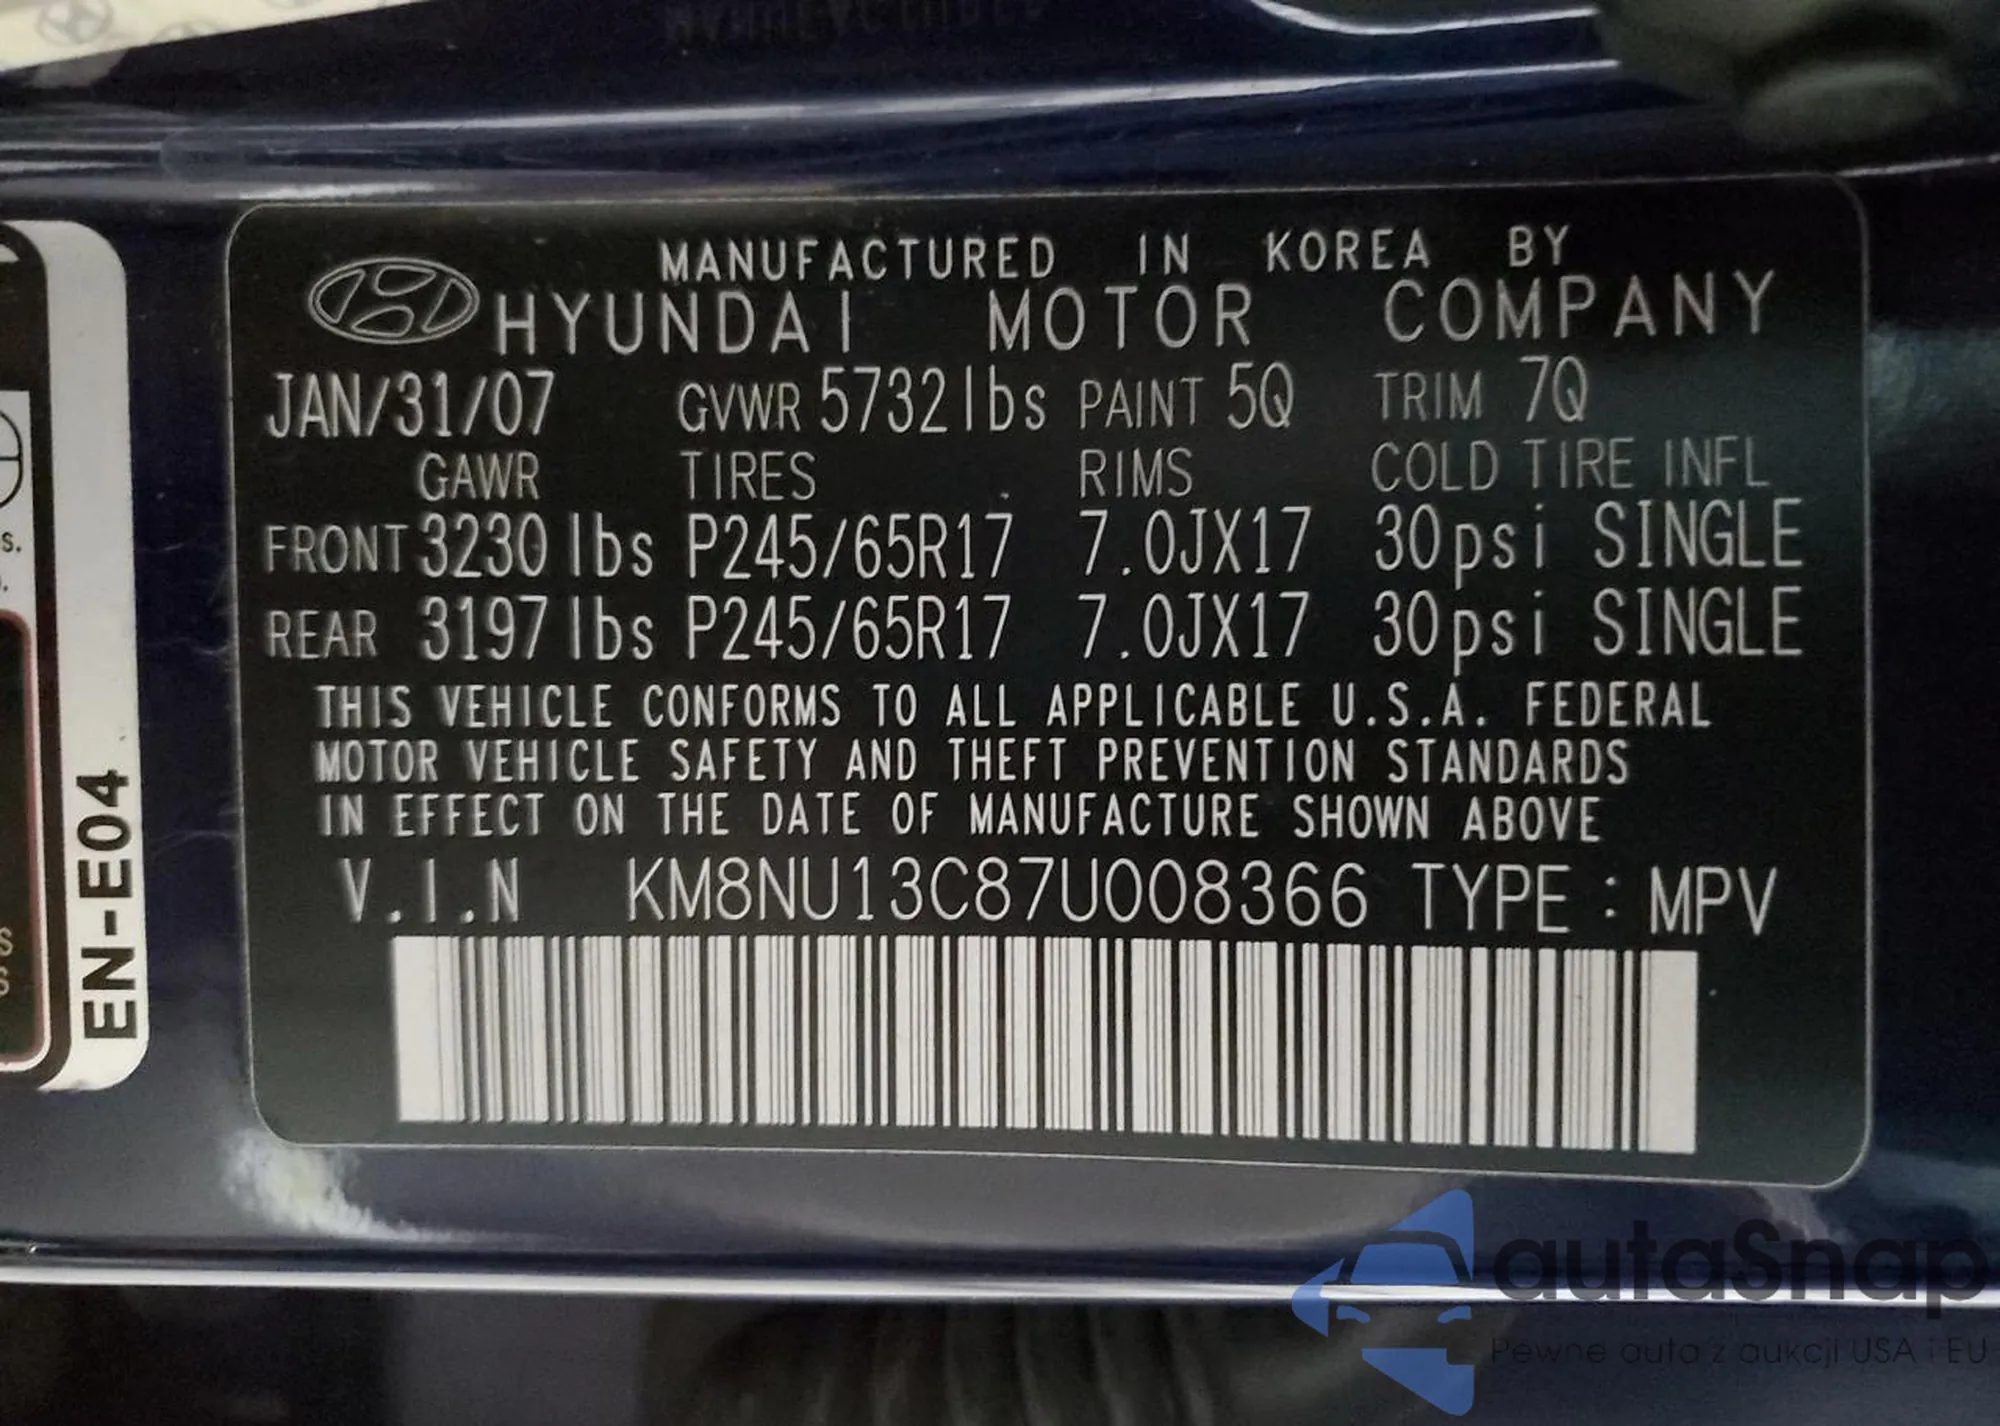 MANUFACTURED IN KOREA BY
HYUNDAI MOTOR COMPANY
JAN/31/07 GVWR 5732lbs PAINT 5Q TRIM 7Q
GAWR TIRES RIMS COLD TIRE INFL
FRONT 3230lbs P245/65R17 7.0JX17 30psi SINGLE
REAR 3197lbs P245/65R17 7.0JX17 30psi SINGLE
THIS VEHICLE CONFORMS TO ALL APPLICABLE U.S.A. FEDERAL
MOTOR VEHICLE SAFETY AND THEFT PREVENTION STANDARDS
IN EFFECT ON THE DATE OF MANUFACTURE SHOWN ABOVE
V.I.N KM8NU13C87U008366 TYPE : MPV
EN-E04
autaSnap
Pewne auta z aukcji USA i EU